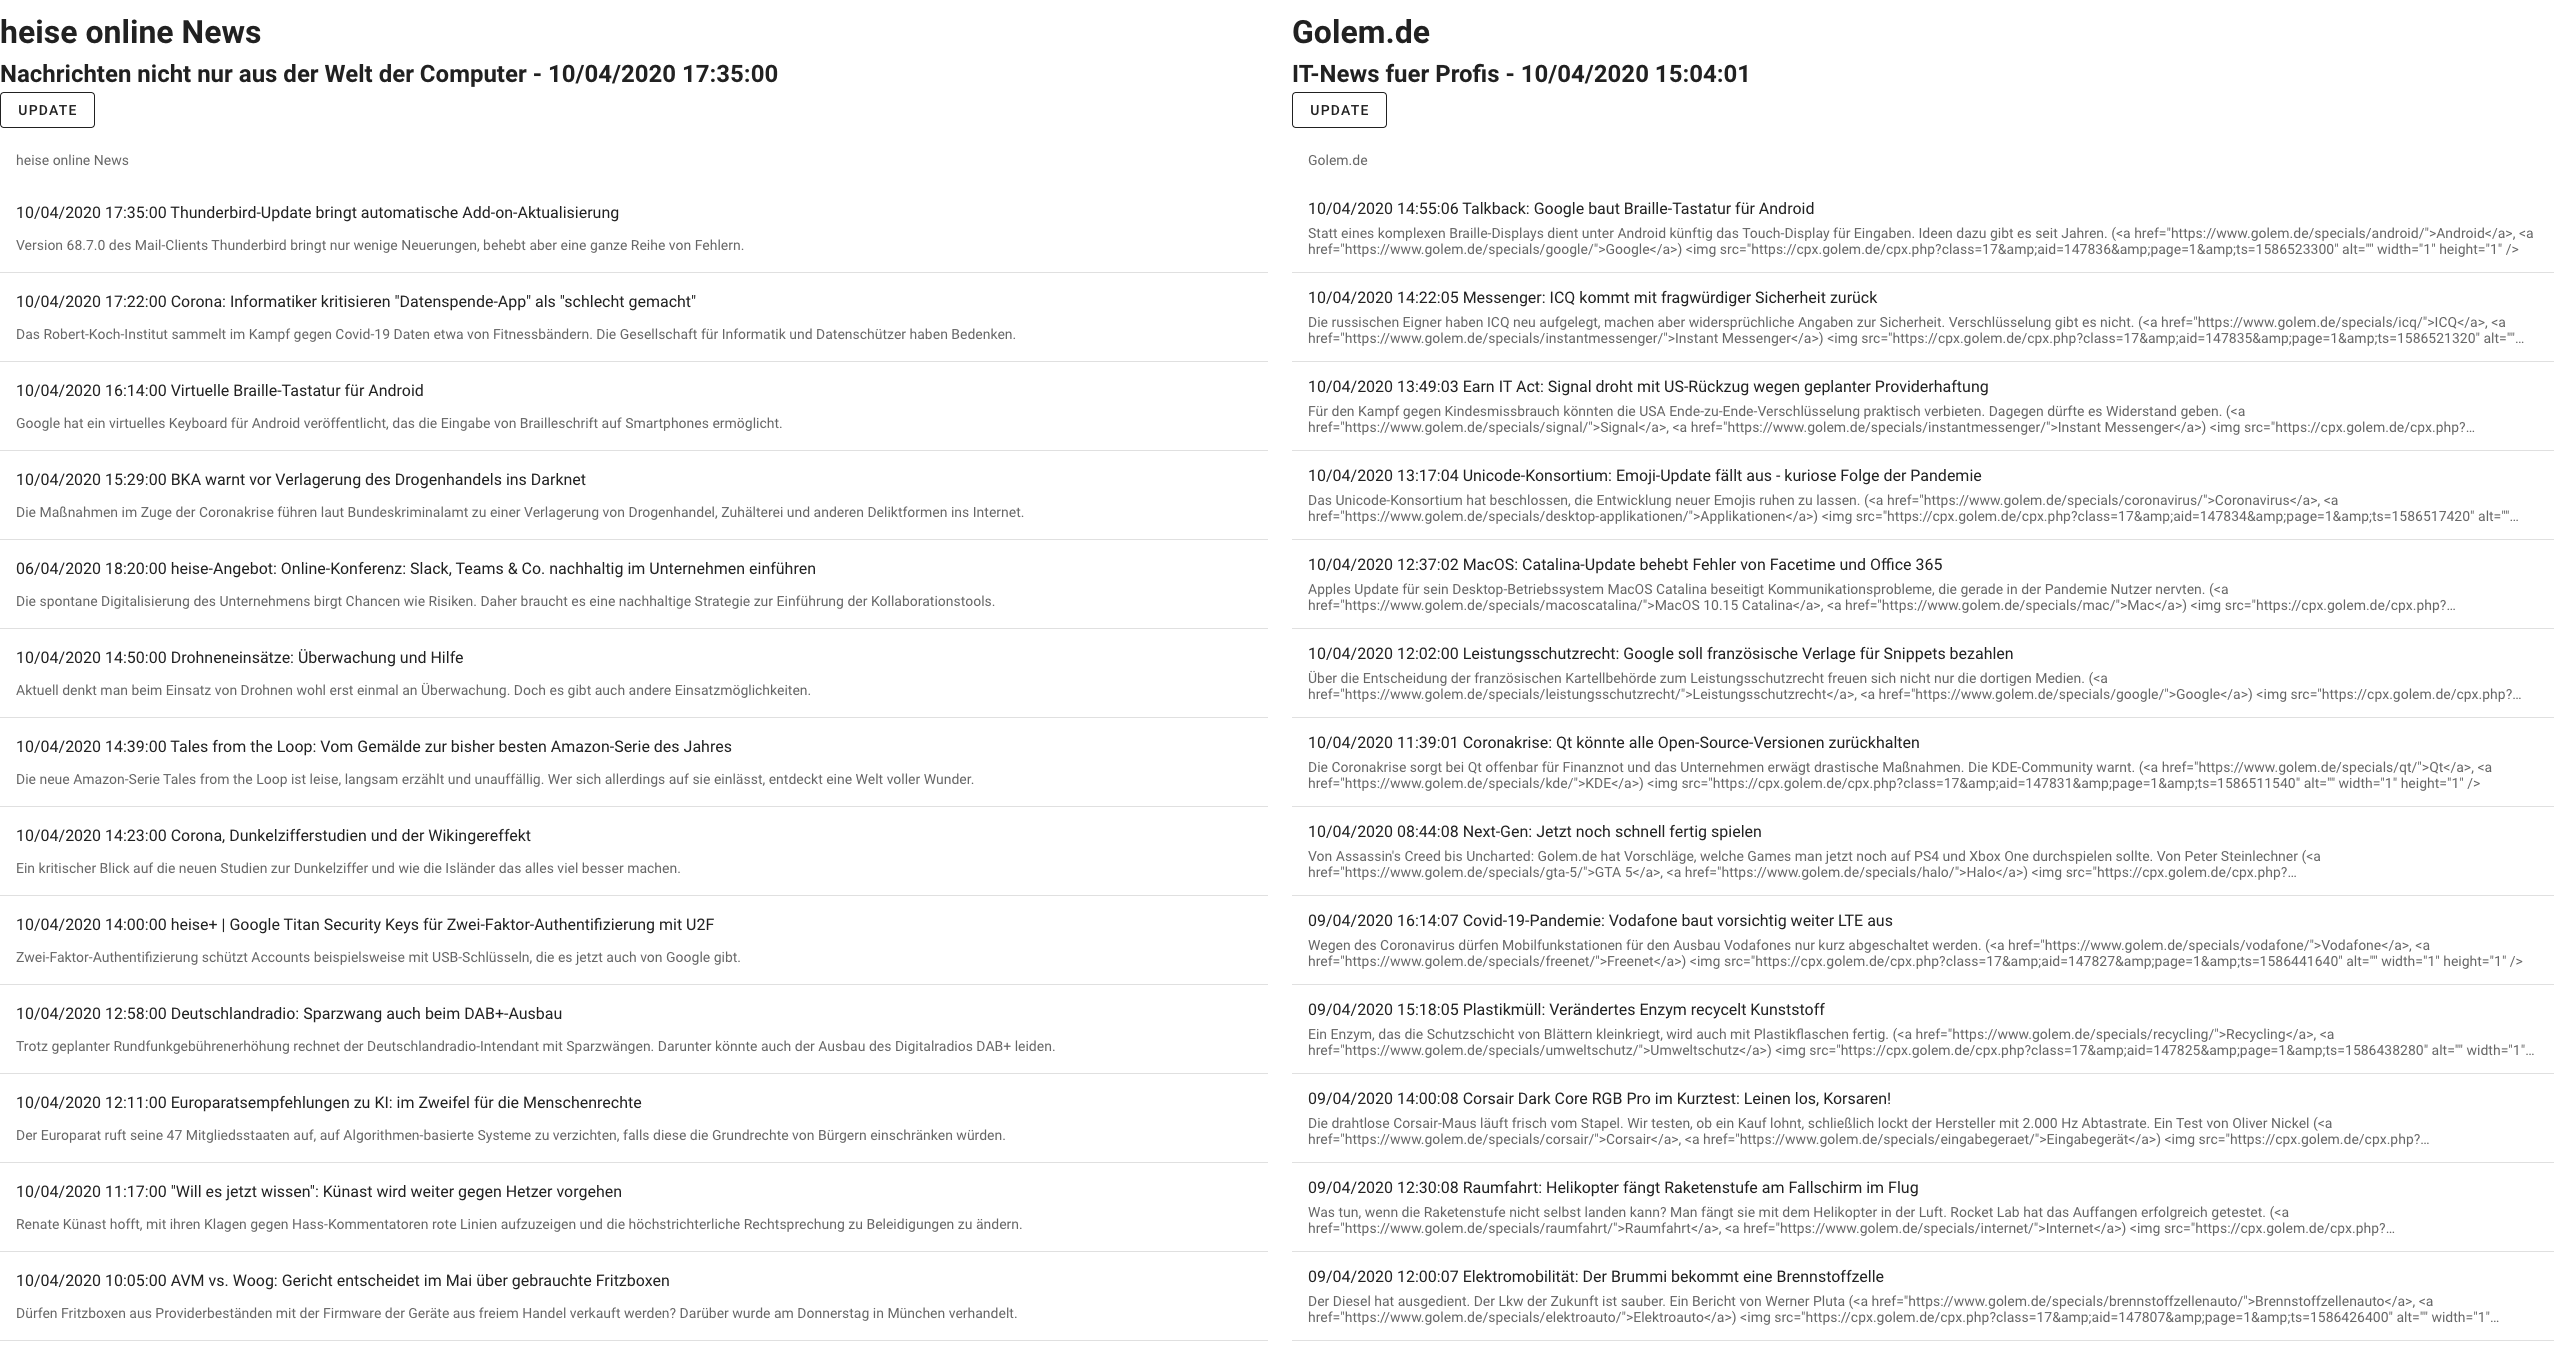 heise online News
Nachrichten nicht nur aus der Welt der Computer - 10/04/2020 17:35:00
UPDATE
heise online News
10/04/2020 17:35:00 Thunderbird-Update bringt automatische Add-on-Aktualisierung
Version 68.7.0 des Mail-Clients Thunderbird bringt nur wenige Neuerungen, behebt aber eine ganze Reihe von Fehlern.
10/04/2020 17:22:00 Corona: Informatiker kritisieren "Datenspende-App" als "schlecht gemacht"
Das Robert-Koch-Institut sammelt im Kampf gegen Covid-19 Daten etwa von Fitnessbändern. Die Gesellschaft für Informatik und Datenschützer haben Bedenken.
10/04/2020 16:14:00 Virtuelle Braille-Tastatur für Android
Google hat ein virtuelles Keyboard für Android veröffentlicht, das die Eingabe von Brailleschrift auf Smartphones ermöglicht.
10/04/2020 15:29:00 BKA warnt vor Verlagerung des Drogenhandels ins Darknet
Die Maßnahmen im Zuge der Coronakrise führen laut Bundeskriminalamt zu einer Verlagerung von Drogenhandel, Zuhälterei und anderen Deliktformen ins Internet.
06/04/2020 18:20:00 heise-Angebot: Online-Konferenz: Slack, Teams & Co. nachhaltig im Unternehmen einführen
Die spontane Digitalisierung des Unternehmens birgt Chancen wie Risiken. Daher braucht es eine nachhaltige Strategie zur Einführung der Kollaborationstools.
10/04/2020 14:50:00 Drohneneinsätze: Überwachung und Hilfe
Aktuell denkt man beim Einsatz von Drohnen wohl erst einmal an Überwachung. Doch es gibt auch andere Einsatzmöglichkeiten.
10/04/2020 14:39:00 Tales from the Loop: Vom Gemälde zur bisher besten Amazon-Serie des Jahres
Die neue Amazon-Serie Tales from the Loop ist leise, langsam erzählt und unauffällig. Wer sich allerdings auf sie einlässt, entdeckt eine Welt voller Wunder.
10/04/2020 14:23:00 Corona, Dunkelzifferstudien und der Wikingereffekt
Ein kritischer Blick auf die neuen Studien zur Dunkelziffer und wie die Isländer das alles viel besser machen.
10/04/2020 14:00:00 heise+ | Google Titan Security Keys für Zwei-Faktor-Authentifizierung mit U2F
Zwei-Faktor-Authentifizierung schützt Accounts beispielsweise mit USB-Schlüsseln, die es jetzt auch von Google gibt.
10/04/2020 12:58:00 Deutschlandradio: Sparzwang auch beim DAB+-Ausbau
Trotz geplanter Rundfunkgebührenerhöhung rechnet der Deutschlandradio-Intendant mit Sparzwängen. Darunter könnte auch der Ausbau des Digitalradios DAB+ leiden.
10/04/2020 12:11:00 Europaratsempfehlungen zu KI: im Zweifel für die Menschenrechte
Der Europarat ruft seine 47 Mitgliedsstaaten auf, auf Algorithmen-basierte Systeme zu verzichten, falls diese die Grundrechte von Bürgern einschränken würden.
10/04/2020 11:17:00 "Will es jetzt wissen": Künast wird weiter gegen Hetzer vorgehen
Renate Künast hofft, mit ihren Klagen gegen Hass-Kommentatoren rote Linien aufzuzeigen und die höchstrichterliche Rechtsprechung zu Beleidigungen zu ändern.
10/04/2020 10:05:00 AVM vs. Woog: Gericht entscheidet im Mai über gebrauchte Fritzboxen
Dürfen Fritzboxen aus Providerbeständen mit der Firmware der Geräte aus freiem Handel verkauft werden? Darüber wurde am Donnerstag in München verhandelt.
Golem.de
IT-News fuer Profis - 10/04/2020 15:04:01
UPDATE
Golem.de
10/04/2020 14:55:06 Talkback: Google baut Braille-Tastatur für Android
Statt eines komplexen Braille-Displays dient unter Android künftig das Touch-Display für Eingaben. Ideen dazu gibt es seit Jahren. (<a href="https://www.golem.de/specials/android/">Android</a>, <a
href="https://www.golem.de/specials/google/">Google</a>) <img src="https://cpx.golem.de/cpx.php?class=17&amp;aid=147836&amp;page=1&amp;ts=1586523300" alt="" width="1" height="1" />
10/04/2020 14:22:05 Messenger: ICQ kommt mit fragwürdiger Sicherheit zurück
Die russischen Eigner haben ICQ neu aufgelegt, machen aber widersprüchliche Angaben zur Sicherheit. Verschlüsselung gibt es nicht. (<a href="https://www.golem.de/specials/icq/">ICQ</a>, <a
href="https://www.golem.de/specials/instantmessenger/">Instant Messenger</a>) <img src="https://cpx.golem.de/cpx.php?class=17&amp;aid=147835&amp;page=1&amp;ts=1586521320" alt=""…
10/04/2020 13:49:03 Earn IT Act: Signal droht mit US-Rückzug wegen geplanter Providerhaftung
Für den Kampf gegen Kindesmissbrauch könnten die USA Ende-zu-Ende-Verschlüsselung praktisch verbieten. Dagegen dürfte es Widerstand geben. (<a
href="https://www.golem.de/specials/signal/">Signal</a>, <a href="https://www.golem.de/specials/instantmessenger/">Instant Messenger</a>) <img src="https://cpx.golem.de/cpx.php?…
10/04/2020 13:17:04 Unicode-Konsortium: Emoji-Update fällt aus - kuriose Folge der Pandemie
Das Unicode-Konsortium hat beschlossen, die Entwicklung neuer Emojis ruhen zu lassen. (<a href="https://www.golem.de/specials/coronavirus/">Coronavirus</a>, <a
href="https://www.golem.de/specials/desktop-applikationen/">Applikationen</a>) <img src="https://cpx.golem.de/cpx.php?class=17&amp;aid=147834&amp;page=1&amp;ts=1586517420" alt=""…
10/04/2020 12:37:02 MacOS: Catalina-Update behebt Fehler von Facetime und Office 365
Apples Update für sein Desktop-Betriebssystem MacOS Catalina beseitigt Kommunikationsprobleme, die gerade in der Pandemie Nutzer nervten. (<a
href="https://www.golem.de/specials/macoscatalina/">MacOS 10.15 Catalina</a>, <a href="https://www.golem.de/specials/mac/">Mac</a>) <img src="https://cpx.golem.de/cpx.php?…
10/04/2020 12:02:00 Leistungsschutzrecht: Google soll französische Verlage für Snippets bezahlen
Über die Entscheidung der französischen Kartellbehörde zum Leistungsschutzrecht freuen sich nicht nur die dortigen Medien. (<a
href="https://www.golem.de/specials/leistungsschutzrecht/">Leistungsschutzrecht</a>, <a href="https://www.golem.de/specials/google/">Google</a>) <img src="https://cpx.golem.de/cpx.php?…
10/04/2020 11:39:01 Coronakrise: Qt könnte alle Open-Source-Versionen zurückhalten
Die Coronakrise sorgt bei Qt offenbar für Finanznot und das Unternehmen erwägt drastische Maßnahmen. Die KDE-Community warnt. (<a href="https://www.golem.de/specials/qt/">Qt</a>, <a
href="https://www.golem.de/specials/kde/">KDE</a>) <img src="https://cpx.golem.de/cpx.php?class=17&amp;aid=147831&amp;page=1&amp;ts=1586511540" alt="" width="1" height="1" />
10/04/2020 08:44:08 Next-Gen: Jetzt noch schnell fertig spielen
Von Assassin's Creed bis Uncharted: Golem.de hat Vorschläge, welche Games man jetzt noch auf PS4 und Xbox One durchspielen sollte. Von Peter Steinlechner (<a
href="https://www.golem.de/specials/gta-5/">GTA 5</a>, <a href="https://www.golem.de/specials/halo/">Halo</a>) <img src="https://cpx.golem.de/cpx.php?…
09/04/2020 16:14:07 Covid-19-Pandemie: Vodafone baut vorsichtig weiter LTE aus
Wegen des Coronavirus dürfen Mobilfunkstationen für den Ausbau Vodafones nur kurz abgeschaltet werden. (<a href="https://www.golem.de/specials/vodafone/">Vodafone</a>, <a
href="https://www.golem.de/specials/freenet/">Freenet</a>) <img src="https://cpx.golem.de/cpx.php?class=17&amp;aid=147827&amp;page=1&amp;ts=1586441640" alt="" width="1" height="1" />
09/04/2020 15:18:05 Plastikmüll: Verändertes Enzym recycelt Kunststoff
Ein Enzym, das die Schutzschicht von Blättern kleinkriegt, wird auch mit Plastikflaschen fertig. (<a href="https://www.golem.de/specials/recycling/">Recycling</a>, <a
href="https://www.golem.de/specials/umweltschutz/">Umweltschutz</a>) <img src="https://cpx.golem.de/cpx.php?class=17&amp;aid=147825&amp;page=1&amp;ts=1586438280" alt="" width="1"…
09/04/2020 14:00:08 Corsair Dark Core RGB Pro im Kurztest: Leinen los, Korsaren!
Die drahtlose Corsair-Maus läuft frisch vom Stapel. Wir testen, ob ein Kauf lohnt, schließlich lockt der Hersteller mit 2.000 Hz Abtastrate. Ein Test von Oliver Nickel (<a
href="https://www.golem.de/specials/corsair/">Corsair</a>, <a href="https://www.golem.de/specials/eingabegeraet/">Eingabegerät</a>) <img src="https://cpx.golem.de/cpx.php?…
09/04/2020 12:30:08 Raumfahrt: Helikopter fängt Raketenstufe am Fallschirm im Flug
Was tun, wenn die Raketenstufe nicht selbst landen kann? Man fängt sie mit dem Helikopter in der Luft. Rocket Lab hat das Auffangen erfolgreich getestet. (<a
href="https://www.golem.de/specials/raumfahrt/">Raumfahrt</a>, <a href="https://www.golem.de/specials/internet/">Internet</a>) <img src="https://cpx.golem.de/cpx.php?…
09/04/2020 12:00:07 Elektromobilität: Der Brummi bekommt eine Brennstoffzelle
Der Diesel hat ausgedient. Der Lkw der Zukunft ist sauber. Ein Bericht von Werner Pluta (<a href="https://www.golem.de/specials/brennstoffzellenauto/">Brennstoffzellenauto</a>, <a
href="https://www.golem.de/specials/elektroauto/">Elektroauto</a>) <img src="https://cpx.golem.de/cpx.php?class=17&amp;aid=147807&amp;page=1&amp;ts=1586426400" alt="" width="1"…